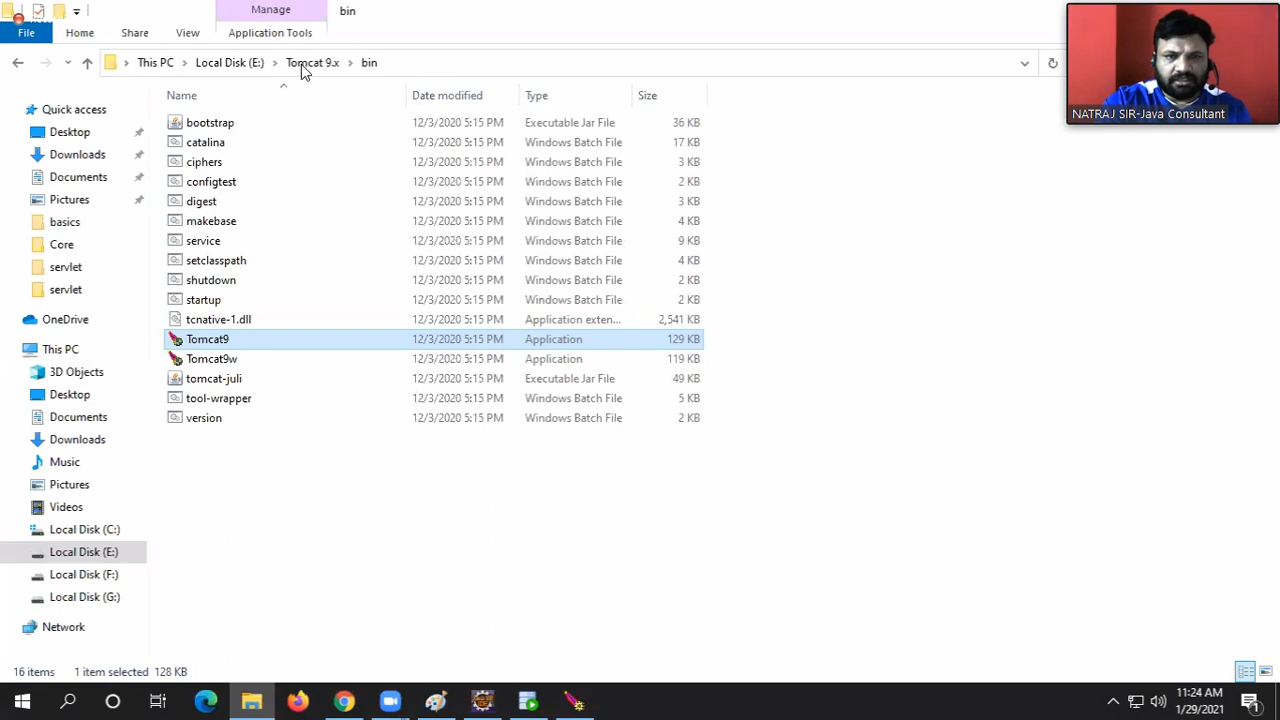 Manage
bin
File
Home
Share
View
Application Tools
This PC
Local Disk (E:)
Tomcat 9.x
bin
NATRAJ SIR-Java Consultant
Name
Date modified
Type
Size
Quick access
Desktop
Downloads
Documents
Pictures
basics
Core
servlet
servlet
OneDrive
This PC
3D Objects
Desktop
Documents
Downloads
Music
Pictures
Videos
Local Disk (C:)
Local Disk (E:)
Local Disk (F:)
Local Disk (G:)
Network
bootstrap 12/3/2020 5:15 PM Executable Jar File 36 KB
catalina 12/3/2020 5:15 PM Windows Batch File 17 KB
ciphers 12/3/2020 5:15 PM Windows Batch File 3 KB
configtest 12/3/2020 5:15 PM Windows Batch File 2 KB
digest 12/3/2020 5:15 PM Windows Batch File 3 KB
makebase 12/3/2020 5:15 PM Windows Batch File 4 KB
service 12/3/2020 5:15 PM Windows Batch File 9 KB
setclasspath 12/3/2020 5:15 PM Windows Batch File 4 KB
shutdown 12/3/2020 5:15 PM Windows Batch File 2 KB
startup 12/3/2020 5:15 PM Windows Batch File 2 KB
tcnative-1.dll 12/3/2020 5:15 PM Application exten... 2,541 KB
Tomcat9 12/3/2020 5:15 PM Application 129 KB
Tomcat9w 12/3/2020 5:15 PM Application 119 KB
tomcat-juli 12/3/2020 5:15 PM Executable Jar File 49 KB
tool-wrapper 12/3/2020 5:15 PM Windows Batch File 5 KB
version 12/3/2020 5:15 PM Windows Batch File 2 KB
16 items 1 item selected 128 KB
11:24 AM
1/29/2021